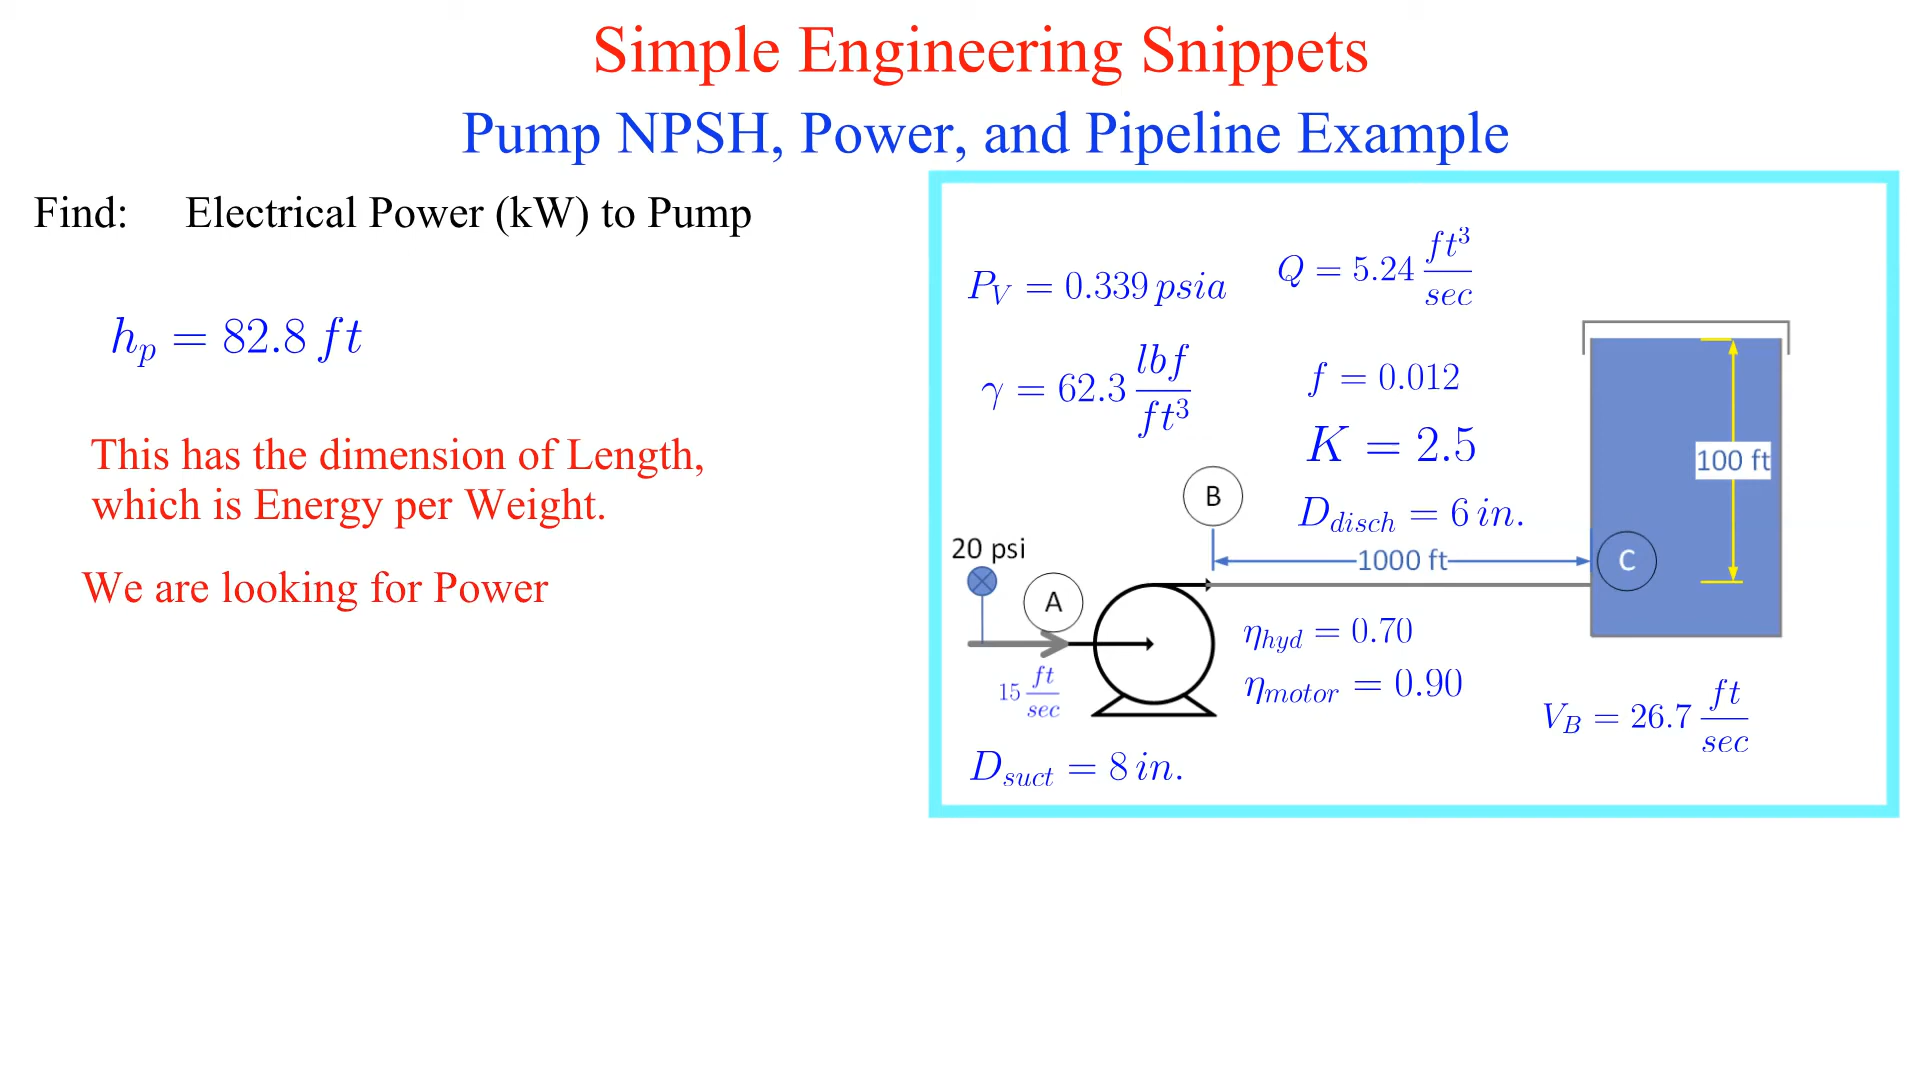 Simple Engineering Snippets
Pump NPSH, Power, and Pipeline Example
Find: Electrical Power (kW) to Pump
h_p = 82.8 ft
This has the dimension of Length,
which is Energy per Weight.
We are looking for Power
P_V = 0.339 psia
Q = 5.24 ft³/sec
γ = 62.3 lbf/ft³
f = 0.012
K = 2.5
D_disch = 6 in.
100 ft
B
1000 ft
C
20 psi
A
15 ft/sec
η_hyd = 0.70
η_motor = 0.90
V_B = 26.7 ft/sec
D_suct = 8 in.